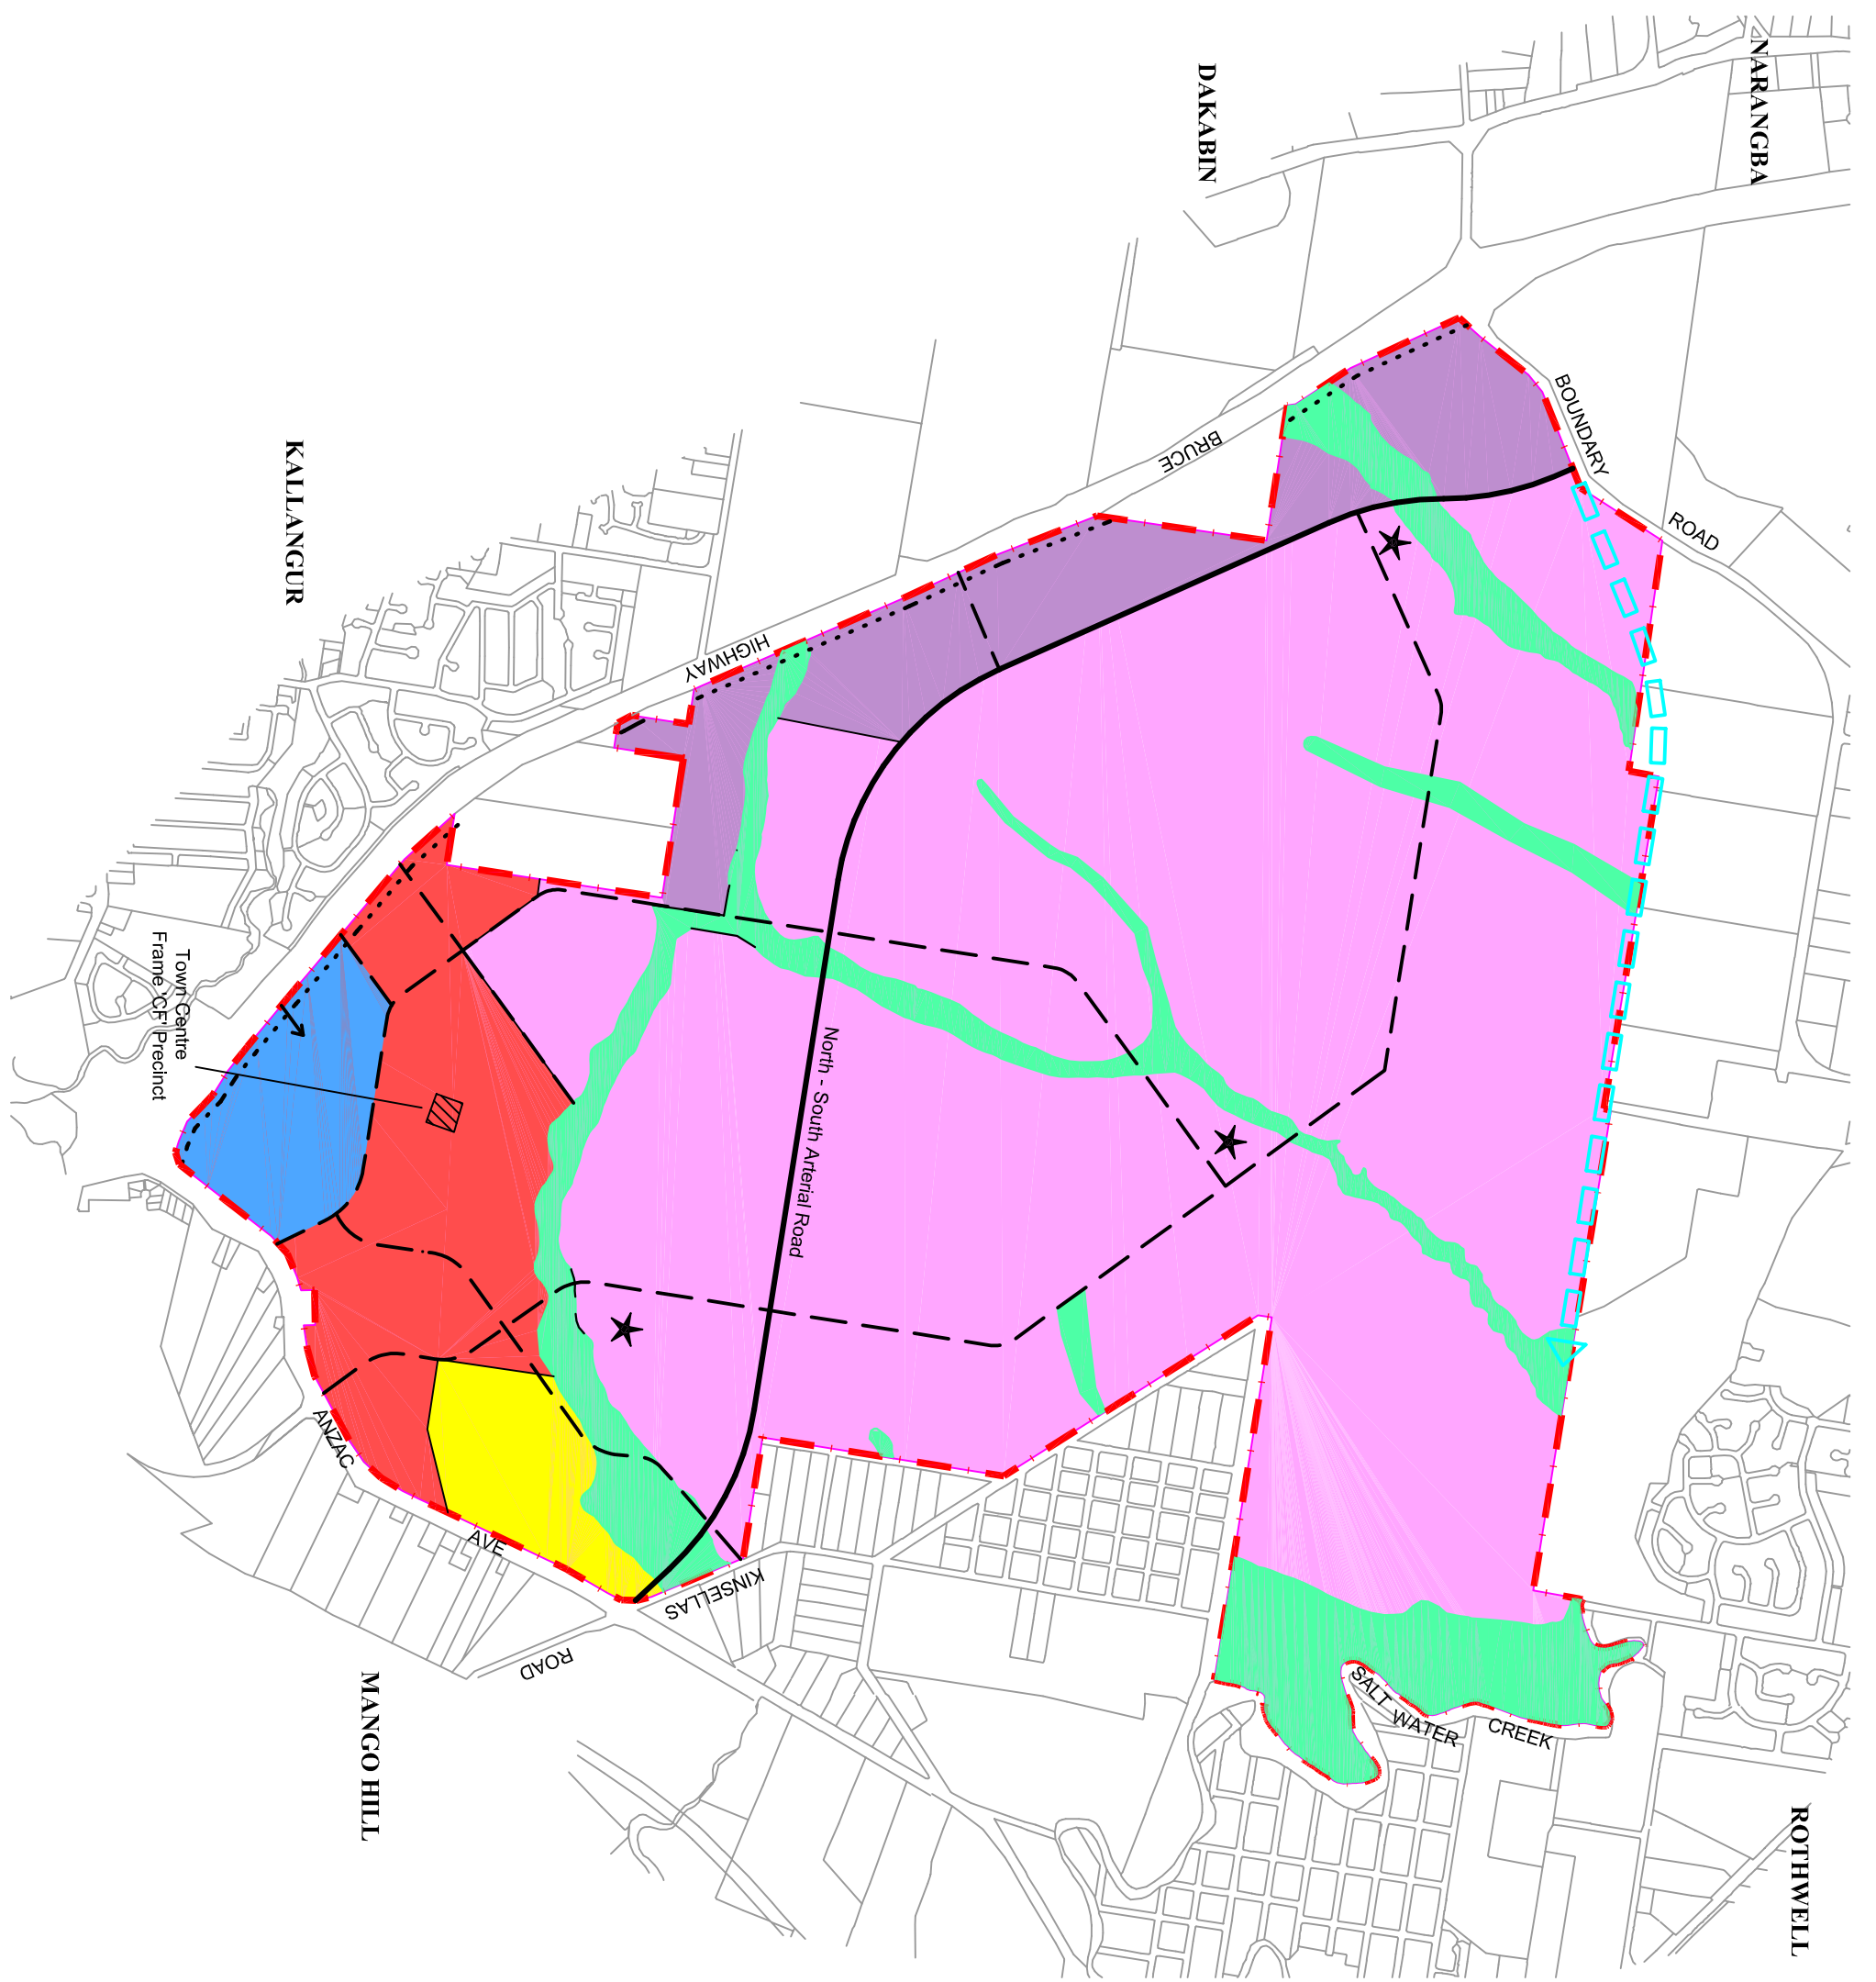 NARANGBA
DAKABIN
BOUNDARY
ROAD
BRUCE
HIGHWAY
KALLANGUR
Town Centre
Frame 'CF' Precinct
North - South Arterial Road
ANZAC
AVE
KINSELLAS
ROAD
SALT WATER CREEK
MANGO HILL
ROTHWELL